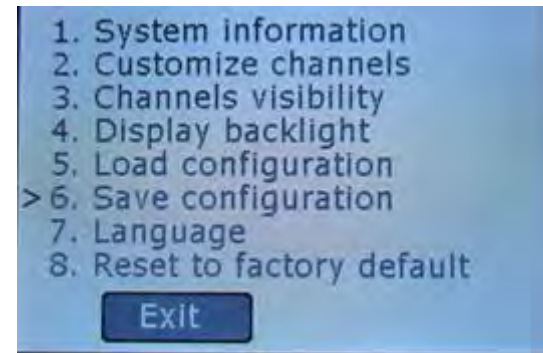 1. System information
2. Customize channels
3. Channels visibility
4. Display backlight
5. Load configuration
> 6. Save configuration
7. Language
8. Reset to factory default
Exit